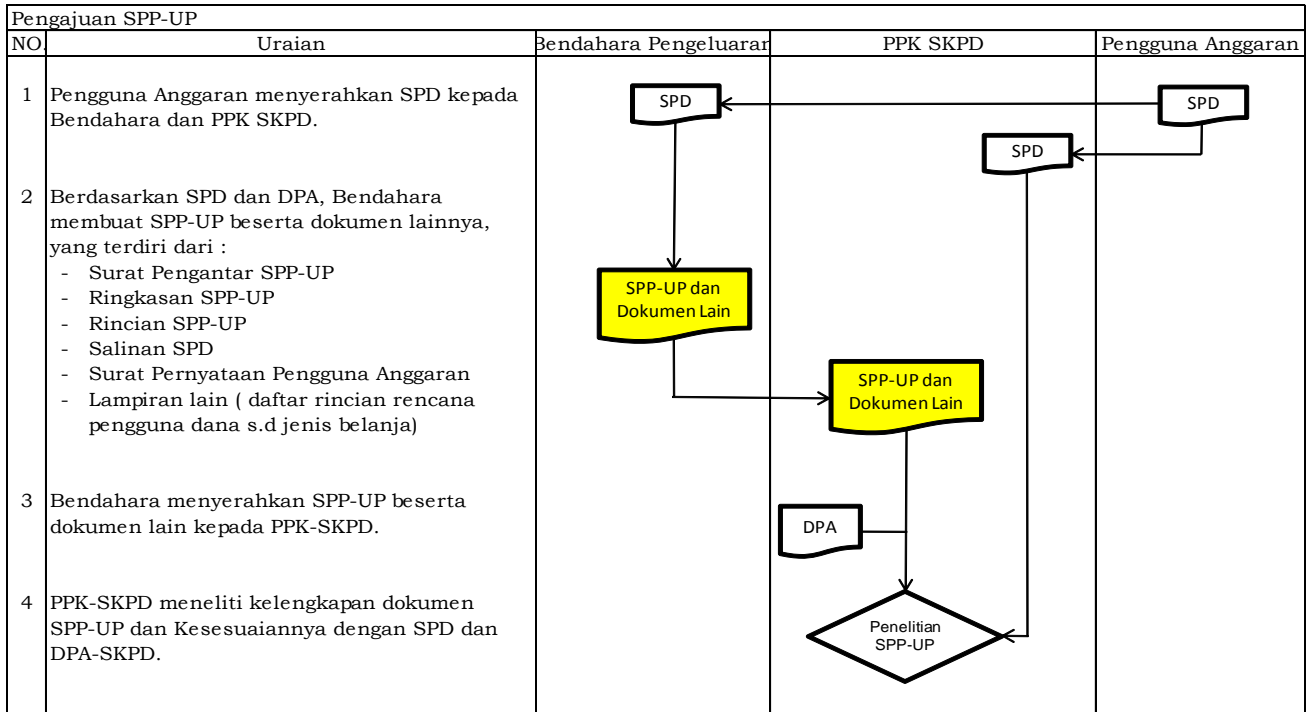 Pengajuan SPP-UP
NO. Uraian Bendahara Pengeluaran PPK SKPD Pengguna Anggaran
1 Pengguna Anggaran menyerahkan SPD kepada
Bendahara dan PPK SKPD.
SPD
SPD
SPD
2 Berdasarkan SPD dan DPA, Bendahara
membuat SPP-UP beserta dokumen lainnya,
yang terdiri dari :
- Surat Pengantar SPP-UP
- Ringkasan SPP-UP
- Rincian SPP-UP
- Salinan SPD
- Surat Pernyataan Pengguna Anggaran
- Lampiran lain ( daftar rincian rencana
pengguna dana s.d jenis belanja)
SPP-UP dan
Dokumen Lain
SPP-UP dan
Dokumen Lain
3 Bendahara menyerahkan SPP-UP beserta
dokumen lain kepada PPK-SKPD.
DPA
4 PPK-SKPD meneliti kelengkapan dokumen
SPP-UP dan Kesesuaiannya dengan SPD dan
DPA-SKPD.
Penelitian
SPP-UP